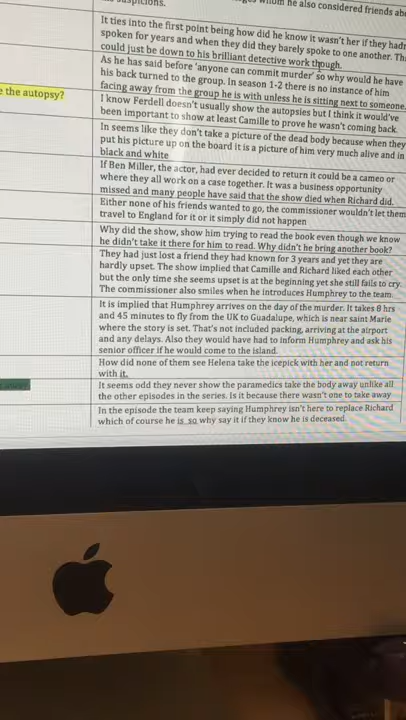 whom he also considered friends abo
suspicions.
It ties into the first point being how did he know it wasn't her if they hadn
spoken for years and when they did they barely spoke to one another. Th
could just be down to his brilliant detective work though.
As he has said before 'anyone can commit murder' so why would he have
his back turned to the group. In season 1-2 there is no instance of him
facing away from the group he is with unless he is sitting next to someone.
e the autopsy?
I know Ferdell doesn't usually show the autopsies but I think it would've
been important to show at least Camille to prove he wasn't coming back.
In seems like they don't take a picture of the dead body because when they
put his picture up on the board it is a picture of him very much alive and in
black and white
If Ben Miller, the actor, had ever decided to return it could be a cameo or
where they all work on a case together. It was a business opportunity
missed and many people have said that the show died when Richard did.
Either none of his friends wanted to go, the commissioner wouldn't let them
travel to England for it or it simply did not happen
Why did the show, show him trying to read the book even though we know
he didn't take it there for him to read. Why didn't he bring another book?
They had just lost a friend they had known for 3 years and yet they are
hardly upset. The show implied that Camille and Richard liked each other
but the only time she seems upset is at the beginning yet she still fails to cry.
The commissioner also smiles when he introduces Humphrey to the team.
It is implied that Humphrey arrives on the day of the murder. It takes 8 hrs
and 45 minutes to fly from the UK to Guadalupe, which is near saint Marie
where the story is set. That's not included packing, arriving at the airport
and any delays. Also they would have had to inform Humphrey and ask his
senior officer if he would come to the island.
How did none of them see Helena take the icepick with her and not return
with it.
It seems odd they never show the paramedics take the body away unlike all
the other episodes in the series. Is it because there wasn't one to take away
In the episode the team keep saying Humphrey isn't here to replace Richard
which of course he is so why say it if they know he is deceased.